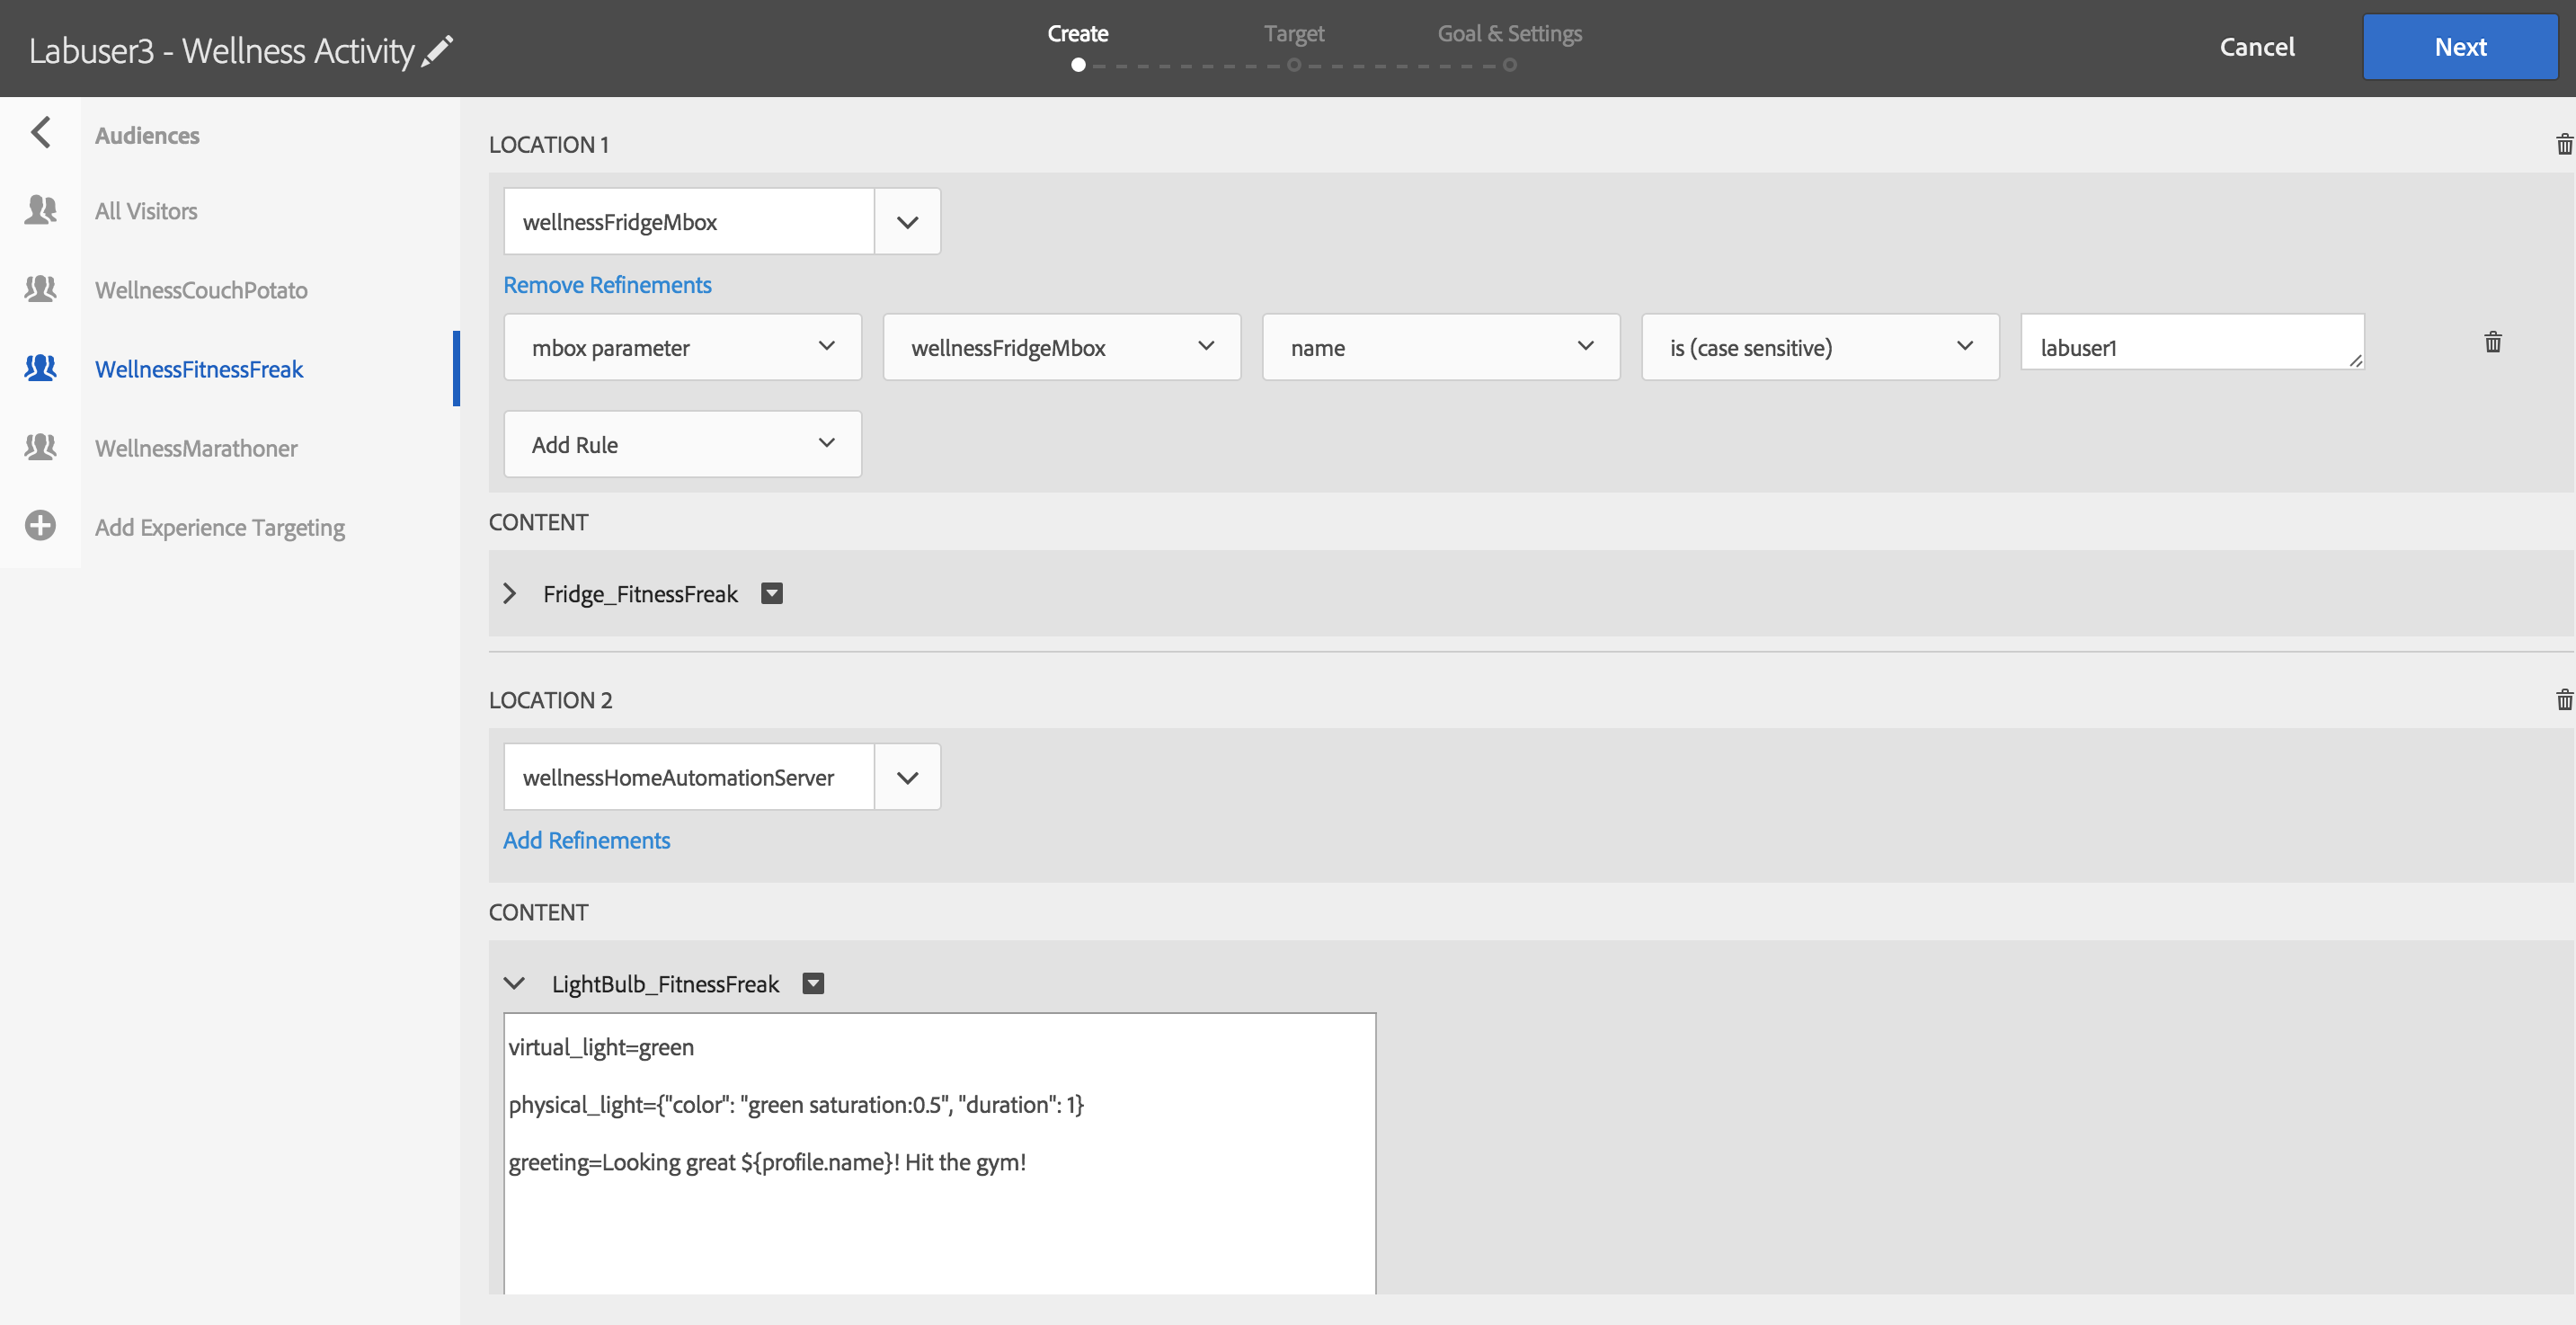 Labuser3 - Wellness Activity
Create
Target
Goal & Settings
Cancel
Next
Audiences
All Visitors
WellnessCouchPotato
WellnessFitnessFreak
WellnessMarathoner
Add Experience Targeting
LOCATION 1
wellnessFridgeMbox
Remove Refinements
mbox parameter
wellnessFridgeMbox
name
is (case sensitive)
labuser1
Add Rule
CONTENT
Fridge_FitnessFreak
LOCATION 2
wellnessHomeAutomationServer
Add Refinements
CONTENT
LightBulb_FitnessFreak
virtual_light=green
physical_light={"color": "green saturation:0.5", "duration": 1}
greeting=Looking great ${profile.name}! Hit the gym!